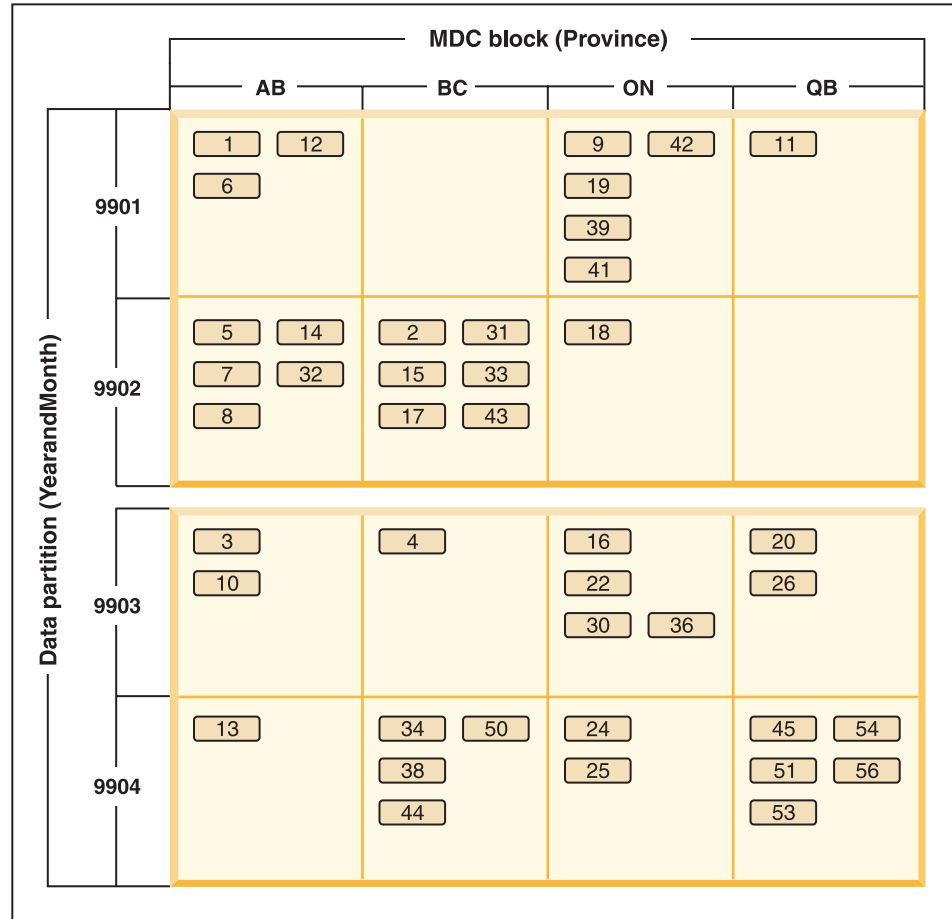 MDC block (Province)
AB BC ON QB
Data partition (YearandMonth)
9901
1 12 9 42 11
6 19
39
41
9902
5 14 2 31 18
7 32 15 33
8 17 43
9903
3 4 16 20
10 22 26
30 36
9904
13 34 50 24 45 54
38 25 51 56
44 53